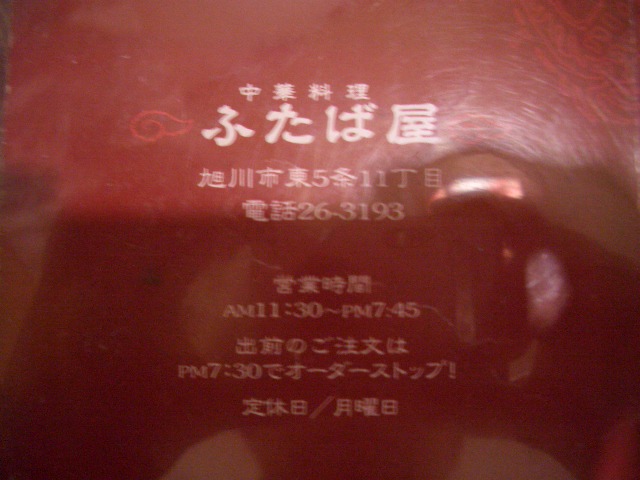 中華料理
ふたば屋
旭川市東5条11丁目
電話26-3193
営業時間
AM11:30〜PM7:45
出前のご注文は
PM7:30でオーダーストップ!
定休日／月曜日